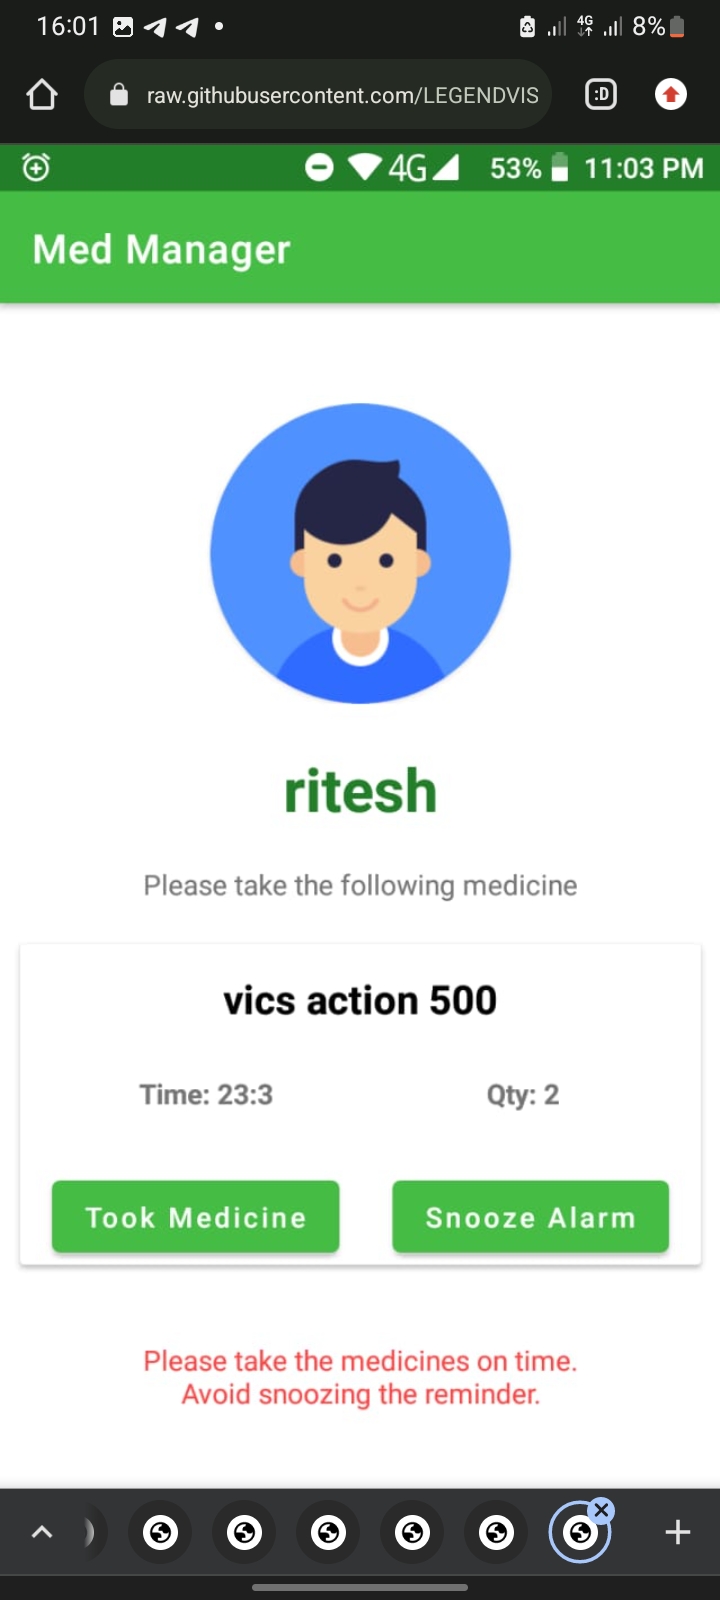 16:01
4G
8%
raw.githubusercontent.com/LEGENDVIS
:D
4G
53%
11:03 PM
Med Manager
ritesh
Please take the following medicine
vics action 500
Time: 23:3
Qty: 2
Took Medicine
Snooze Alarm
Please take the medicines on time.
Avoid snoozing the reminder.